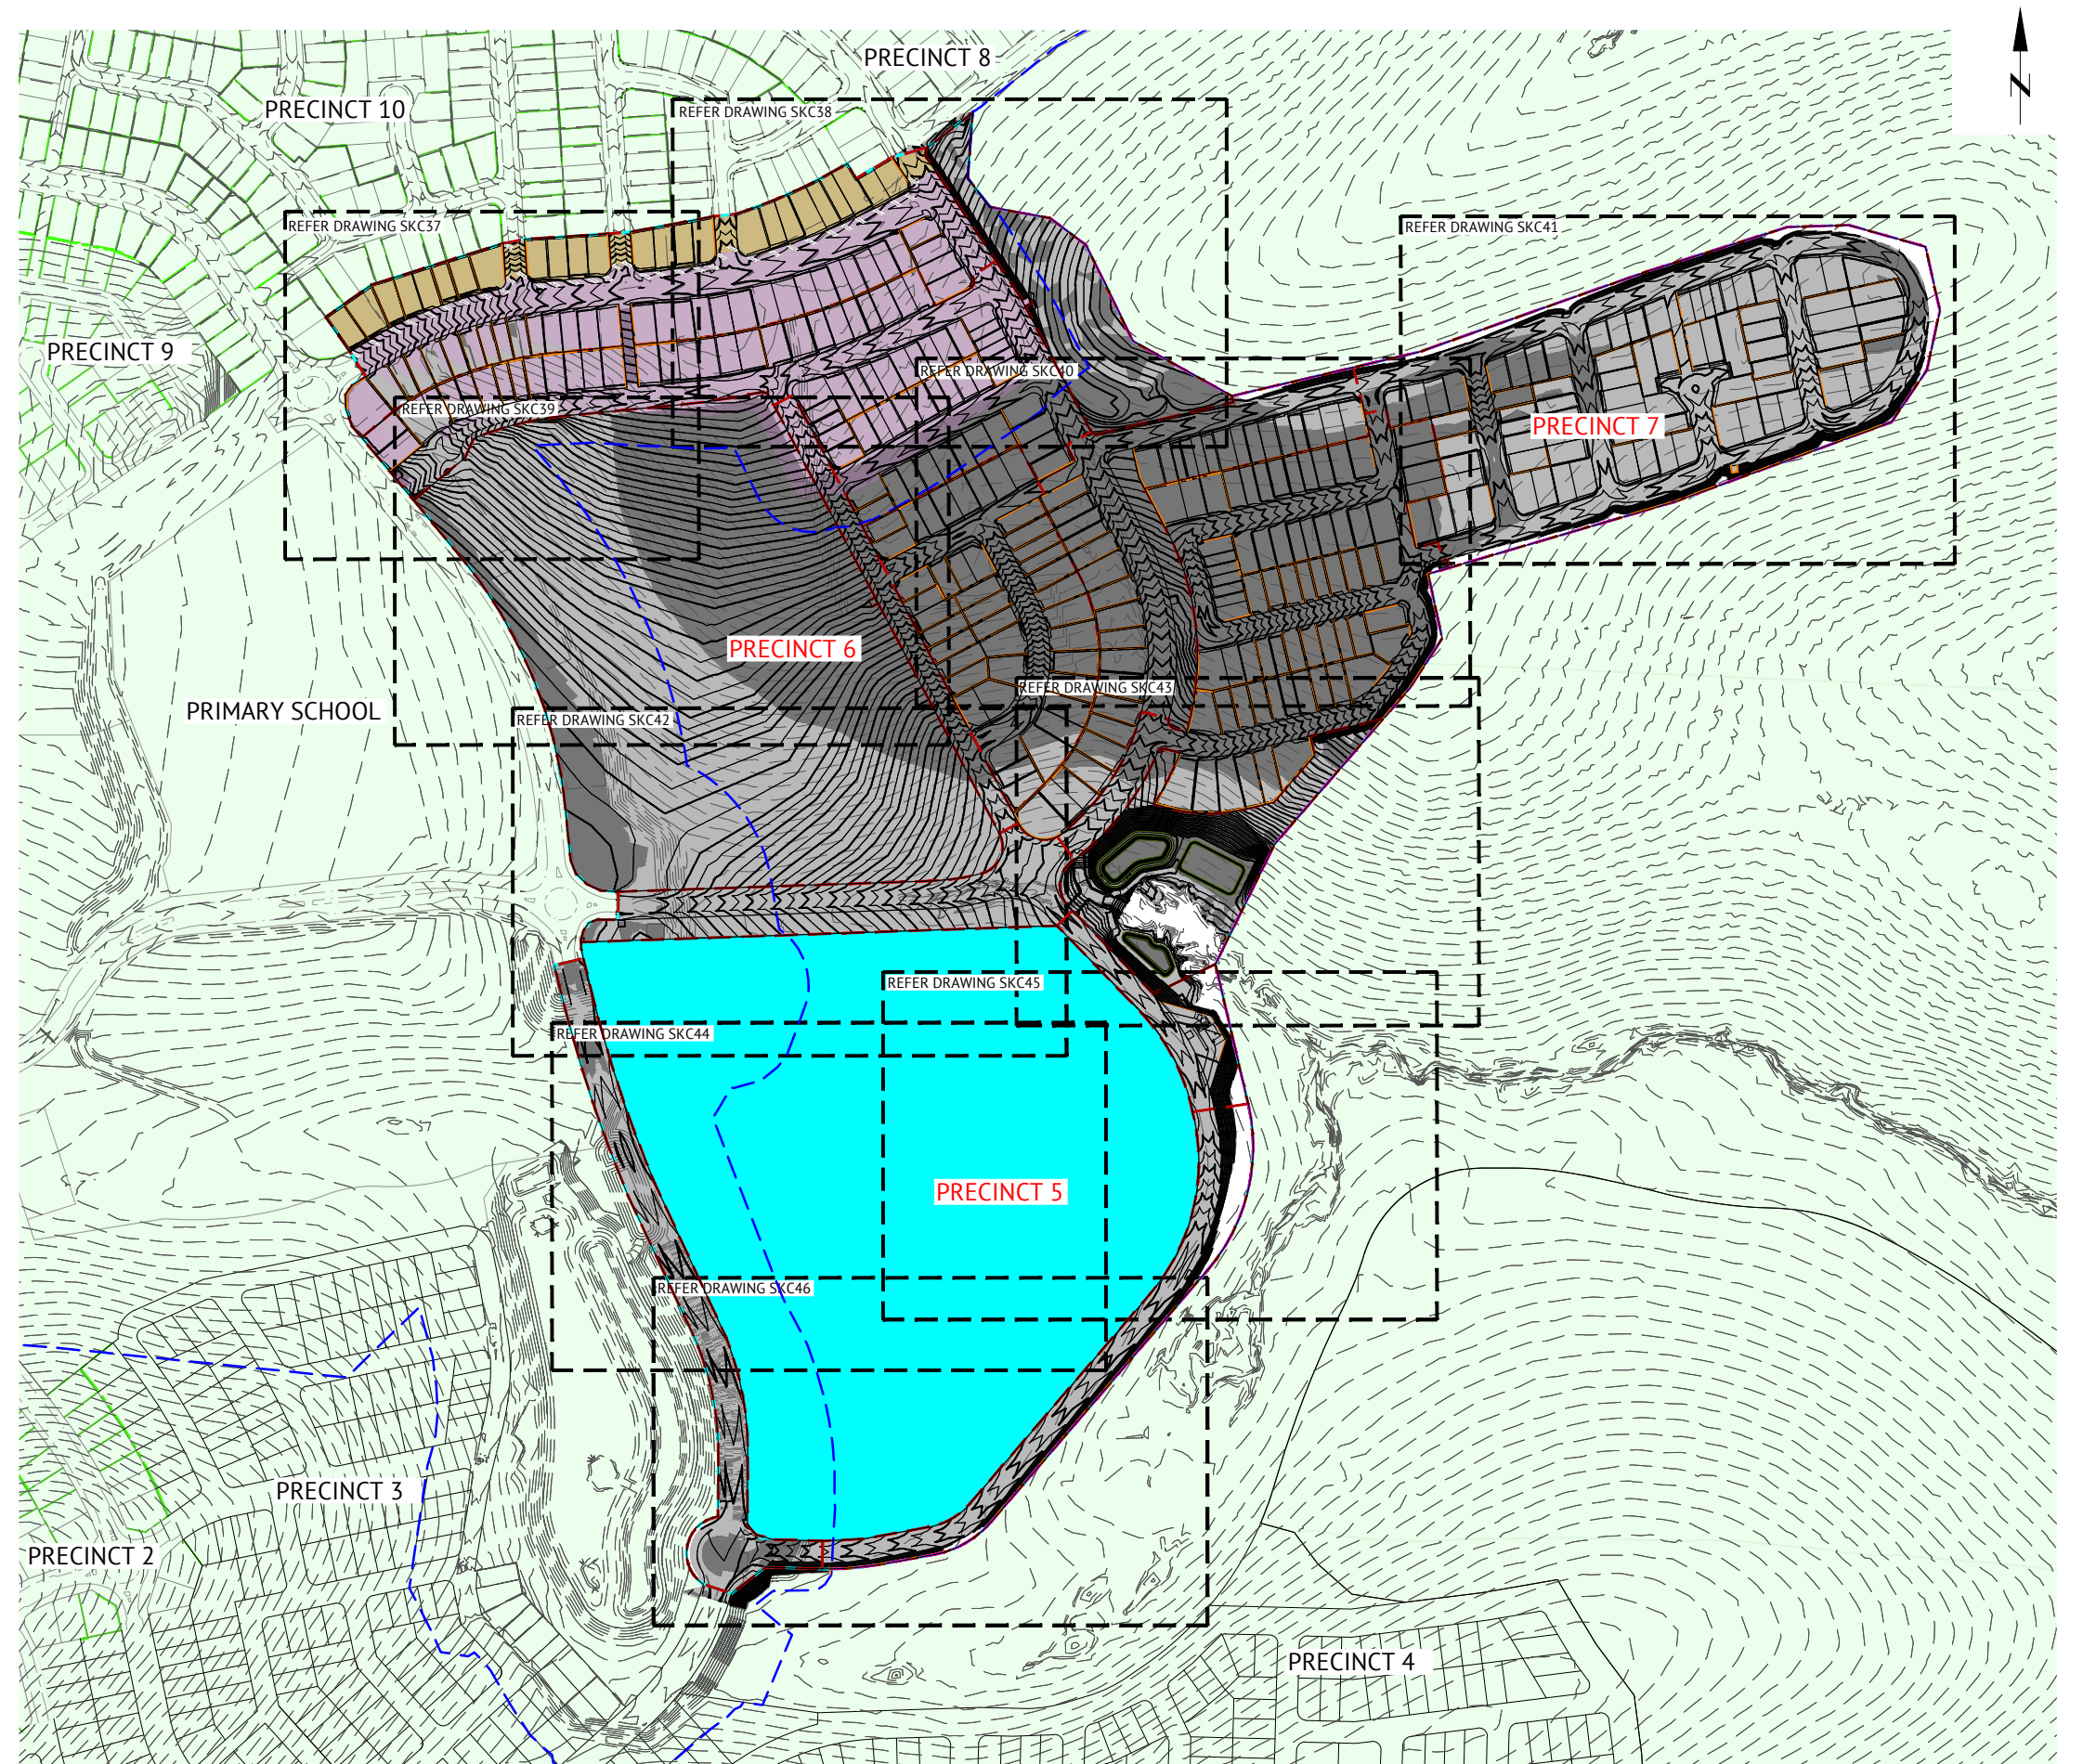 PRECINCT 8
PRECINCT 10
REFER DRAWING SKC38
N
REFER DRAWING SKC37
REFER DRAWING SKC41
PRECINCT 9
REFER DRAWING SKC40
REFER DRAWING SKC39
PRECINCT 7
PRECINCT 6
REFER DRAWING SKC43
PRIMARY SCHOOL
REFER DRAWING SKC42
REFER DRAWING SKC45
REFER DRAWING SKC44
PRECINCT 5
REFER DRAWING SKC46
PRECINCT 3
PRECINCT 2
PRECINCT 4